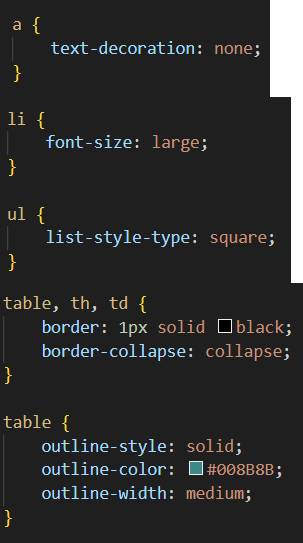 a {
text-decoration: none;
}
li {
font-size: large;
}
ul {
list-style-type: square;
}
table, th, td {
border: 1px solid black;
border-collapse: collapse;
}
table {
outline-style: solid;
outline-color: #008B8B;
outline-width: medium;
}